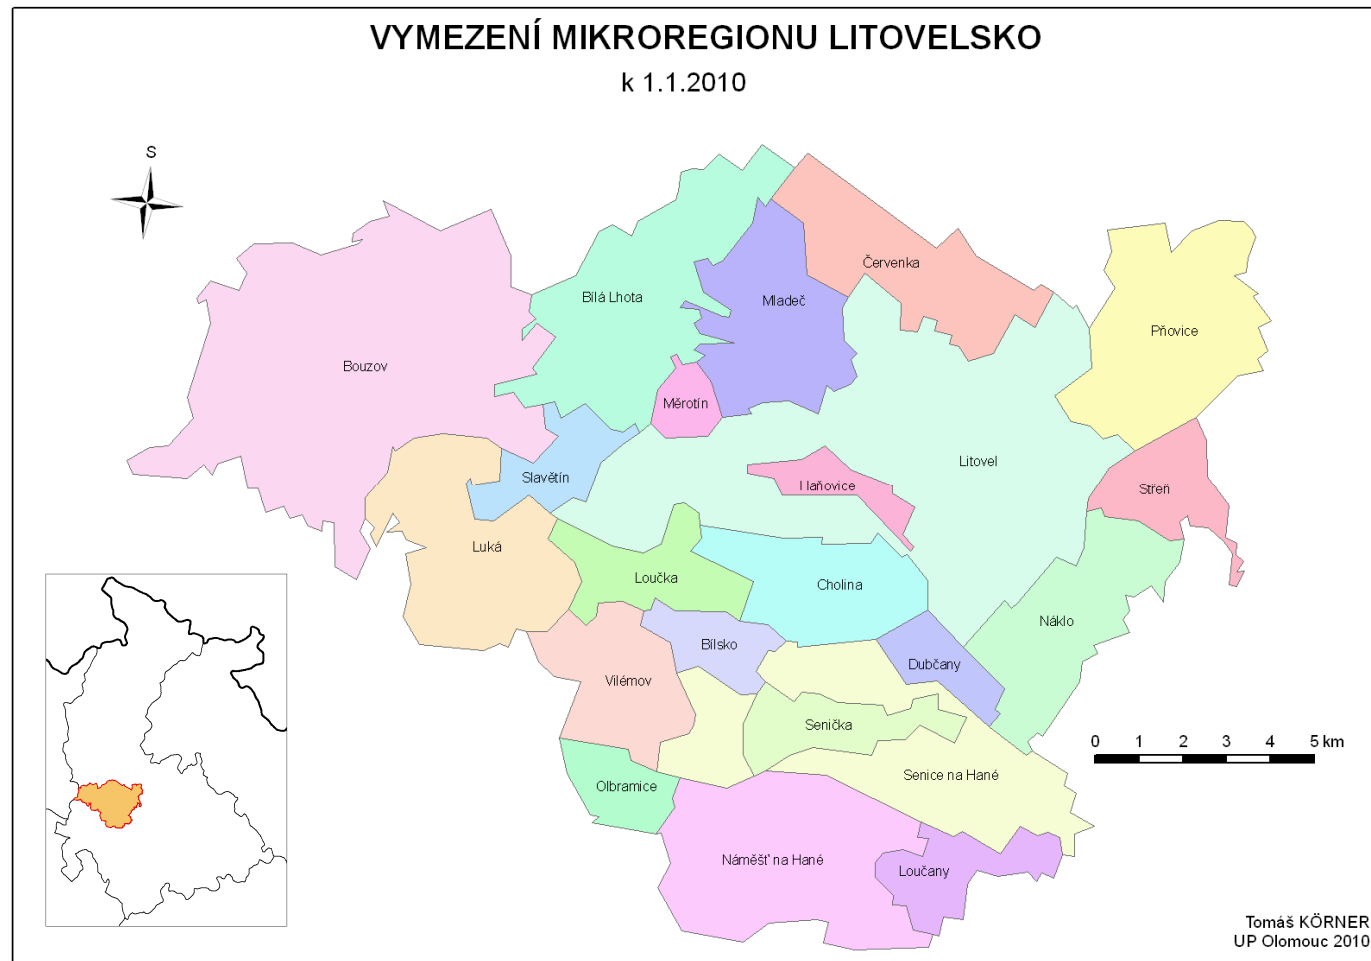 VYMEZENÍ MIKROREGIONU LITOVELSKO
k 1.1.2010
S
Červenka
Bílá Lhota
Mladeč
Pňovice
Bouzov
Měrotín
Litovel
Slavětín
Haňovice
Střeň
Luká
Loučka
Cholina
Náklo
Bílsko
Dubčany
Vilémov
Senička
Senice na Hané
Olbramice
Náměšť na Hané
Loučany
0 1 2 3 4 5 km
Tomáš KÖRNER
UP Olomouc 2010